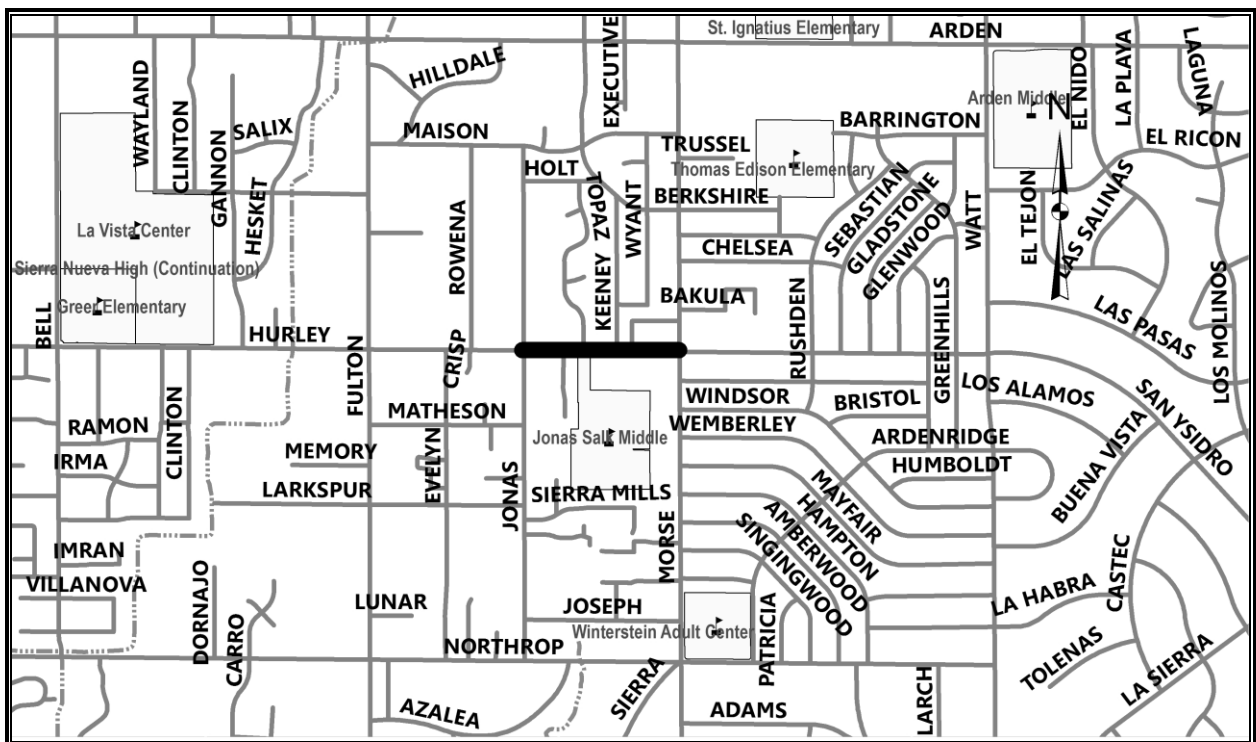 St. Ignatius Elementary
ARDEN
EXECUTIVE
HILLDALE
WAYLAND
CLINTON
GANNON
SALIX
MAISON
EL NIDO
LA PLAYA
LAGUNA
Arden Middle
N
BARRINGTON
EL RICON
TRUSSEL
HOLT
Thomas Edison Elementary
BERKSHIRE
TOPAZ
WYANT
SEBASTIAN
GLADSTONE
GLENWOOD
WATT
EL TEJON
LAS SALINAS
La Vista Center
HESKET
ROWENA
CHELSEA
Sierra Nueva High (Continuation)
Greer Elementary
BELL
KEENEY
BAKULA
RUSHDEN
GREENHILLS
LAS PASAS
LOS MOLINOS
HURLEY
FULTON
CRISP
WINDSOR
BRISTOL
LOS ALAMOS
SAN YSIDRO
MATHESON
WEMBERLEY
RAMON
CLINTON
MEMORY
EVELYN
Jonas Salk Middle
ARDENRIDGE
HUMBOLDT
BUENA VISTA
IRMA
LARKSPUR
JONAS
SIERRA MILLS
MORSE
MAYFAIR
HAMPTON
AMBERWOOD
SINGINGWOOD
IMRAN
VILLANOVA
DORNAJO
CARRO
LUNAR
JOSEPH
Winterstein Adult Center
PATRICIA
LA HABRA
CASTEC
NORTHROP
TOLENAS
LA SIERRA
AZALEA
SIERRA
ADAMS
LARCH